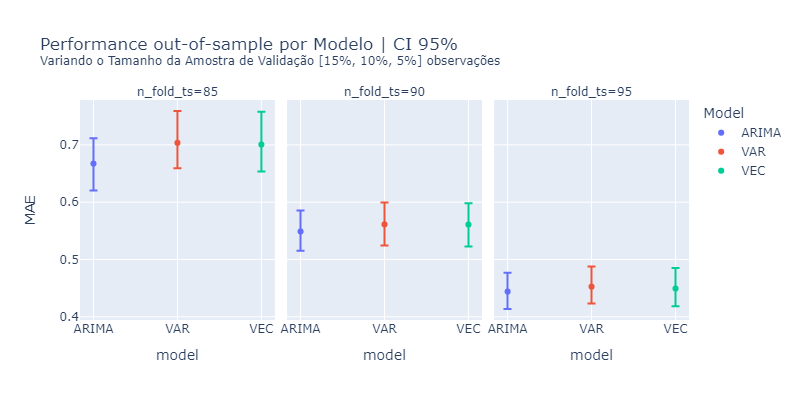 Performance out-of-sample por Modelo | CI 95%
Variando o Tamanho da Amostra de Validação [15%, 10%, 5%] observações
n_fold_ts=85
n_fold_ts=90
n_fold_ts=95
Model
ARIMA
VAR
VEC
MAE
0.7
0.6
0.5
0.4
ARIMA VAR VEC
ARIMA VAR VEC
ARIMA VAR VEC
model
model
model